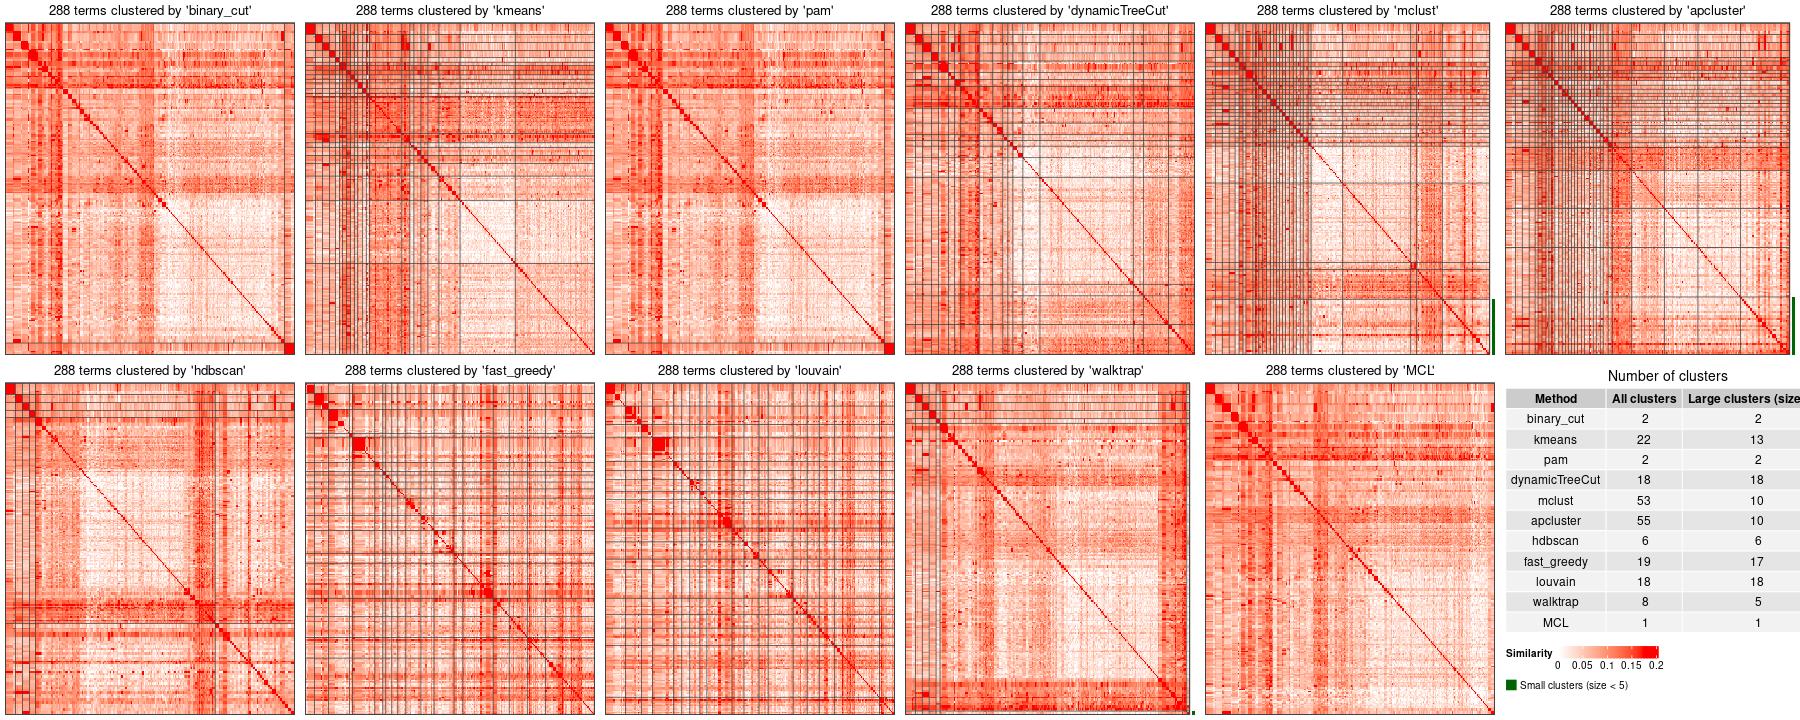 288 terms clustered by 'binary_cut'
288 terms clustered by 'kmeans'
288 terms clustered by 'pam'
288 terms clustered by 'dynamicTreeCut'
288 terms clustered by 'mclust'
288 terms clustered by 'apcluster'
288 terms clustered by 'hdbscan'
288 terms clustered by 'fast_greedy'
288 terms clustered by 'louvain'
288 terms clustered by 'walktrap'
288 terms clustered by 'MCL'
Number of clusters
Method All clusters Large clusters (size
binary_cut 2 2
kmeans 22 13
pam 2 2
dynamicTreeCut 18 18
mclust 53 10
apcluster 55 10
hdbscan 6 6
fast_greedy 19 17
louvain 18 18
walktrap 8 5
MCL 1 1
Similarity
0 0.05 0.1 0.15 0.2
Small clusters (size < 5)